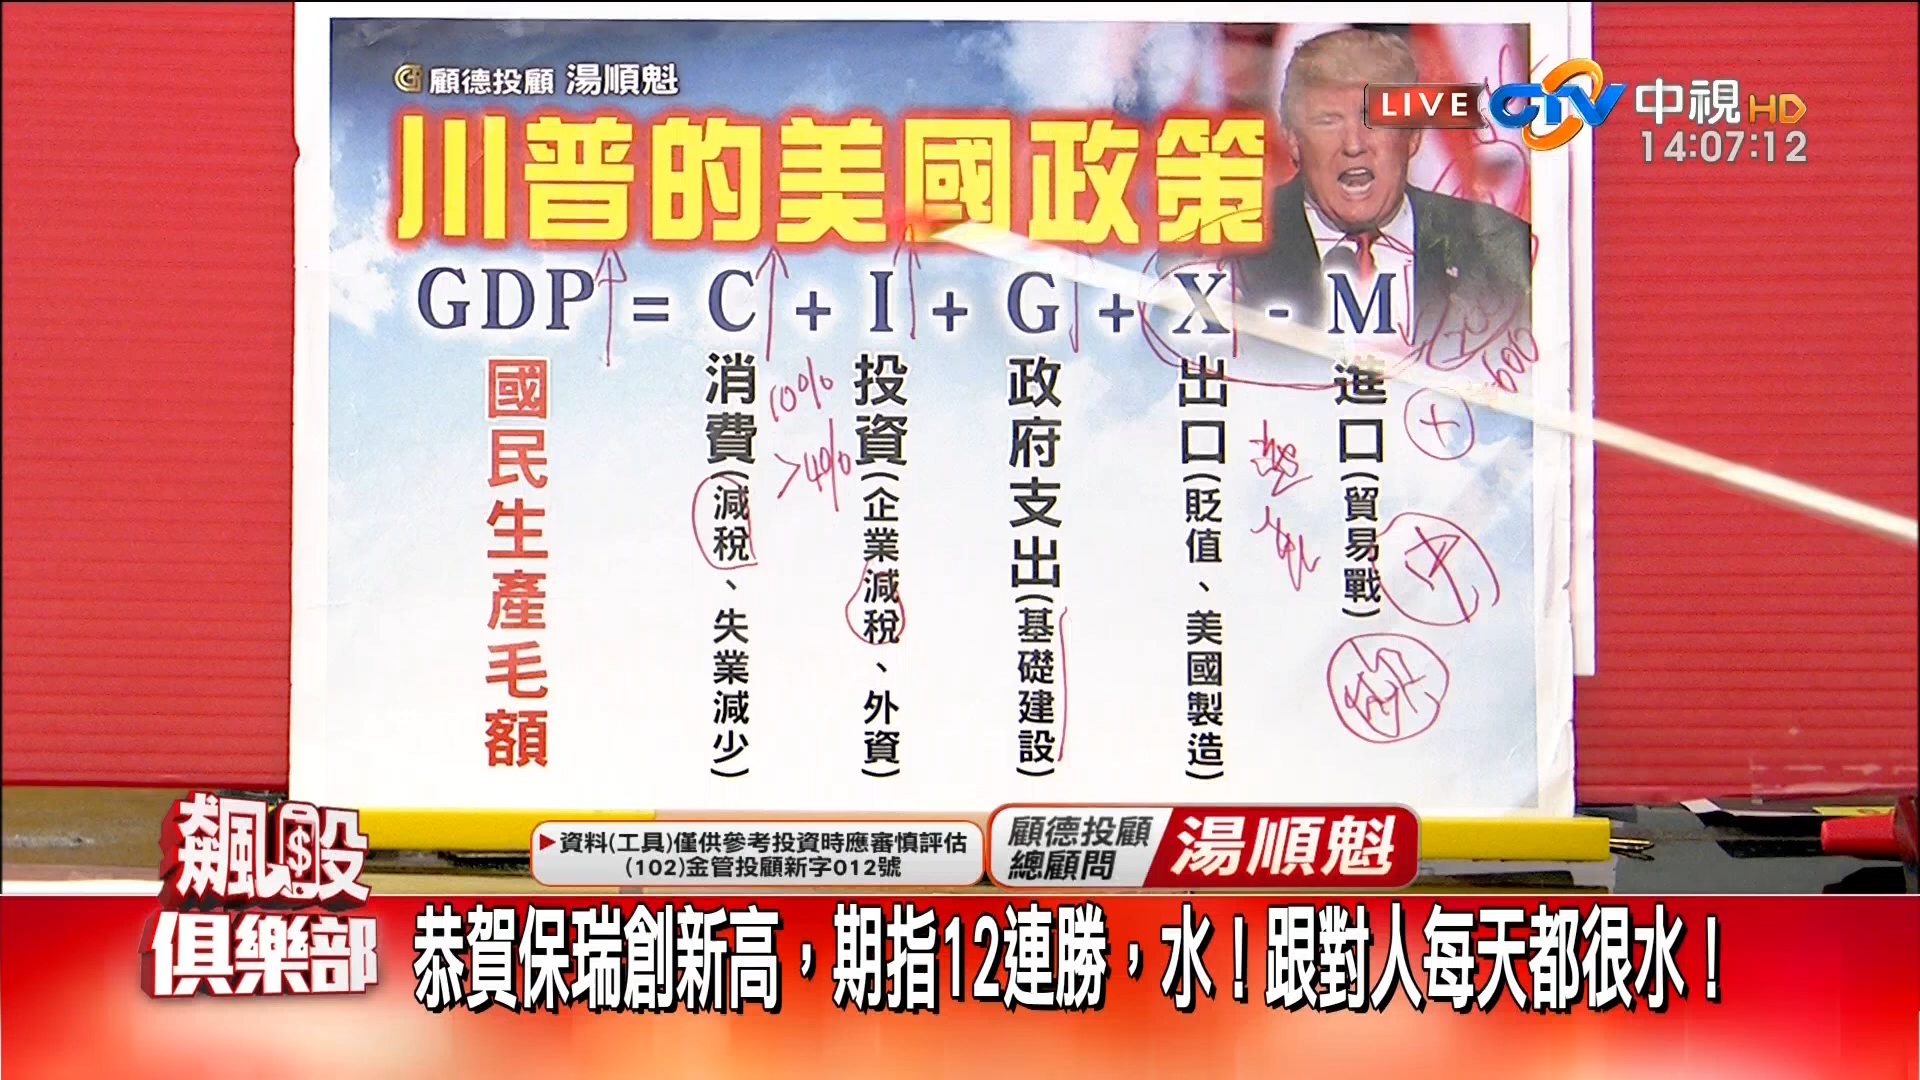 顧德投顧 湯順魁
LIVE CTV 中視HD
14:07:12
川普的美國政策
GDP = C + I + G + X - M
國民生產毛額
消費(減稅、失業減少)
10%
>4%
投資(企業減稅、外資)
政府支出(基礎建設)
出口(貶值、美國製造)
進口(貿易戰)
中
飆股俱樂部
資料(工具)僅供參考投資時應審慎評估
(102)金管投顧新字012號
顧德投顧
總顧問
湯順魁
恭賀保瑞創新高，期指12連勝，水！跟對人每天都很水！